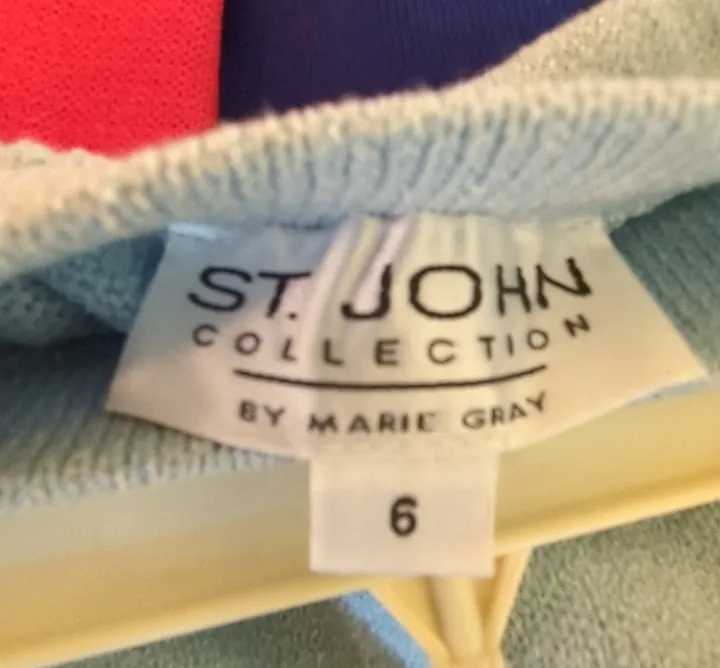 ST. JOHN
COLLECTION
BY MARIE GRAY
6